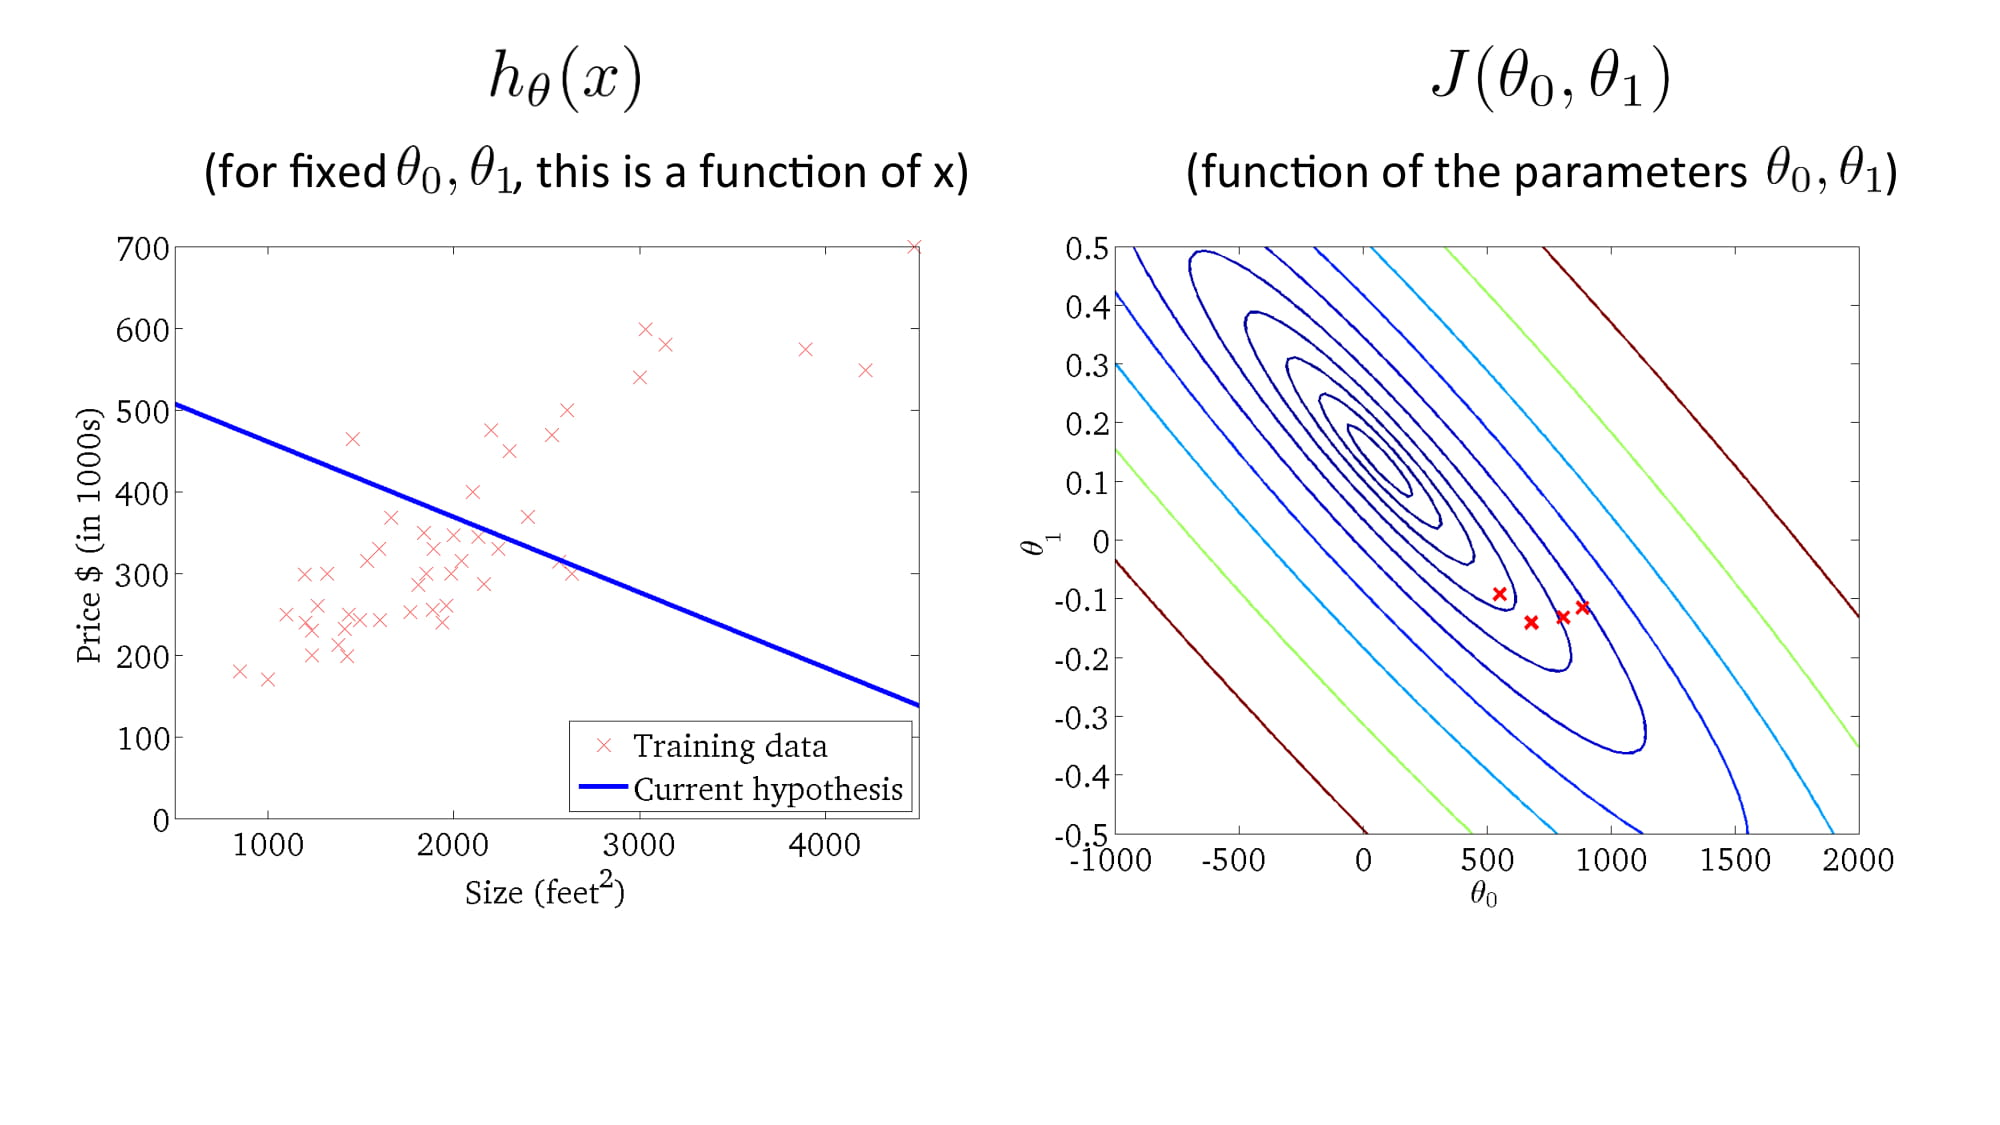 hθ(x)
(for fixed θ0, θ1, this is a function of x)
700
600
500
400
300
200
100
0
Price $ (in 1000s)
1000 2000 3000 4000
Size (feet2)
Training data
Current hypothesis
J(θ0, θ1)
(function of the parameters θ0, θ1)
0.5
0.4
0.3
0.2
0.1
0
-0.1
-0.2
-0.3
-0.4
-0.5
θ1
-1000 -500 0 500 1000 1500 2000
θ0